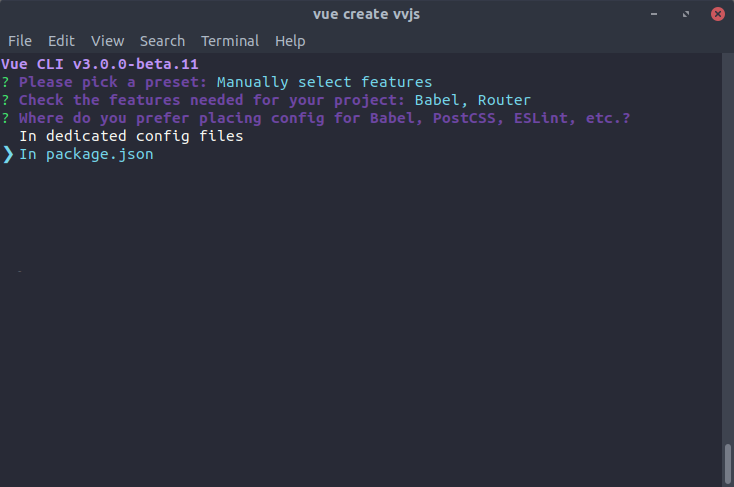 vue create vvjs
File Edit View Search Terminal Help
Vue CLI v3.0.0-beta.11
? Please pick a preset: Manually select features
? Check the features needed for your project: Babel, Router
? Where do you prefer placing config for Babel, PostCSS, ESLint, etc.?
In dedicated config files
❯ In package.json